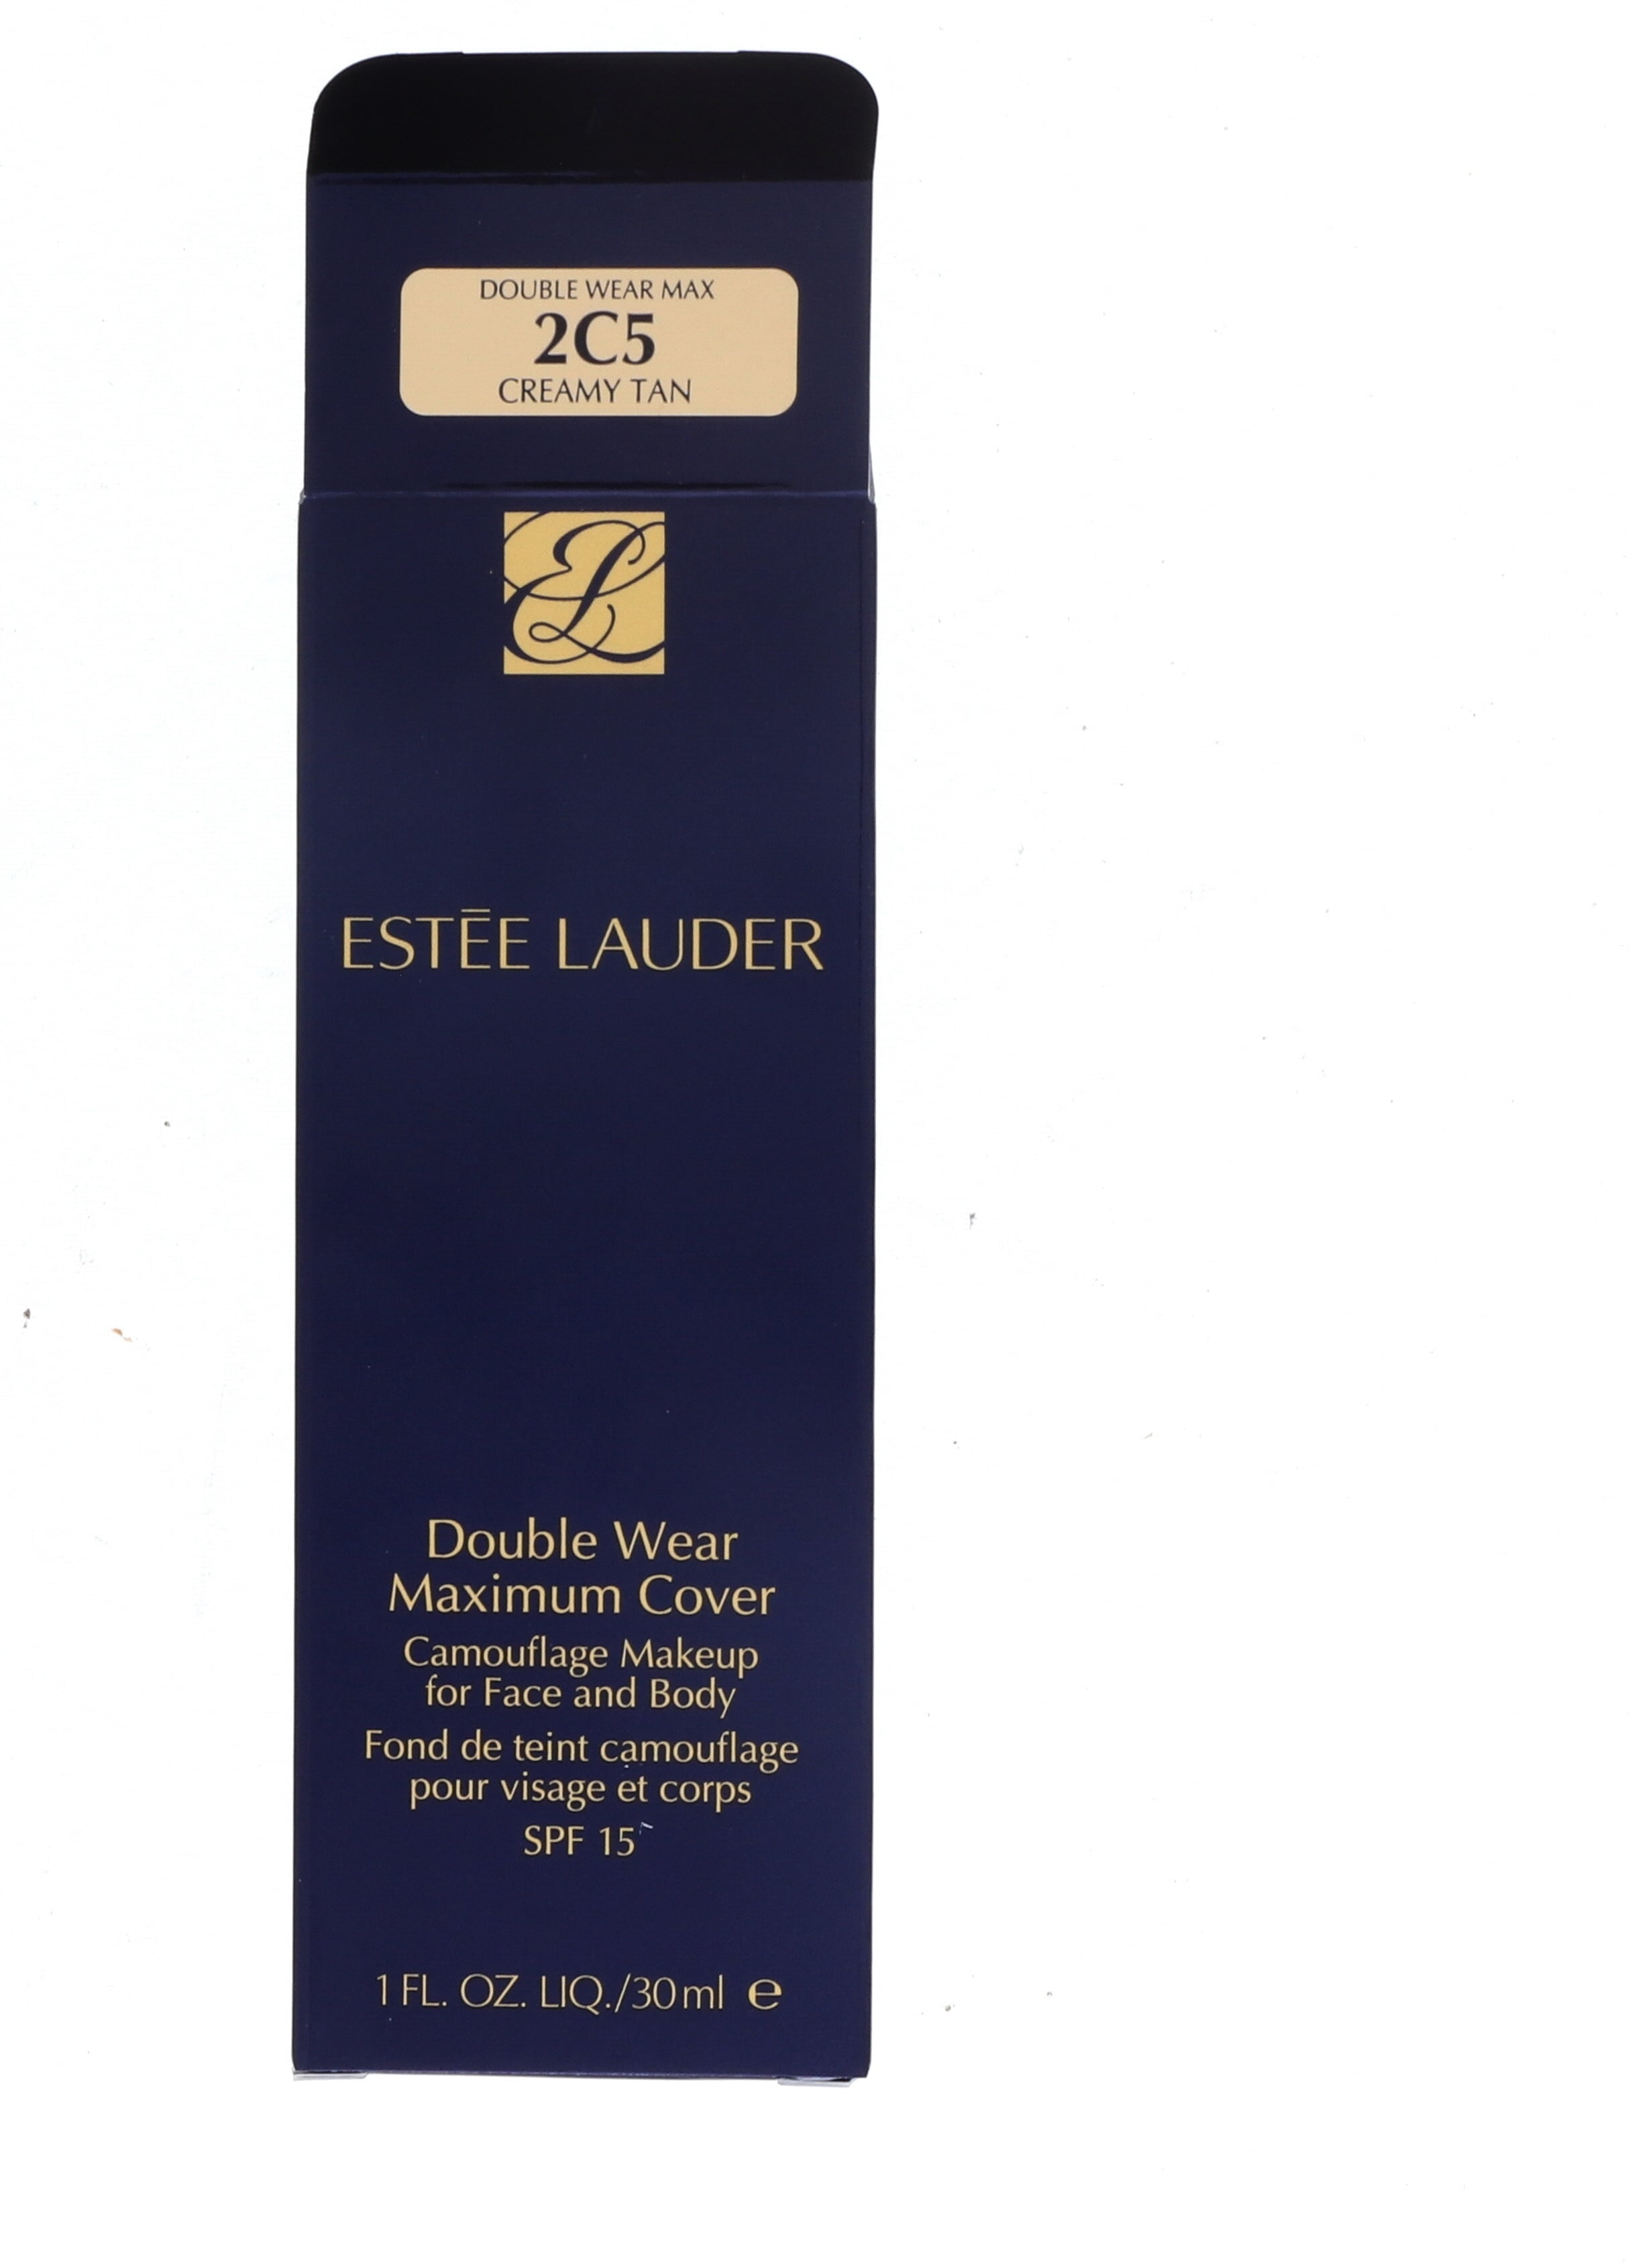 DOUBLE WEAR MAX
2C5
CREAMY TAN
EL
ESTĒE LAUDER
Double Wear
Maximum Cover
Camouflage Makeup
for Face and Body
Fond de teint camouflage
pour visage et corps
SPF 15
1 FL. OZ. LIQ./30ml ℮